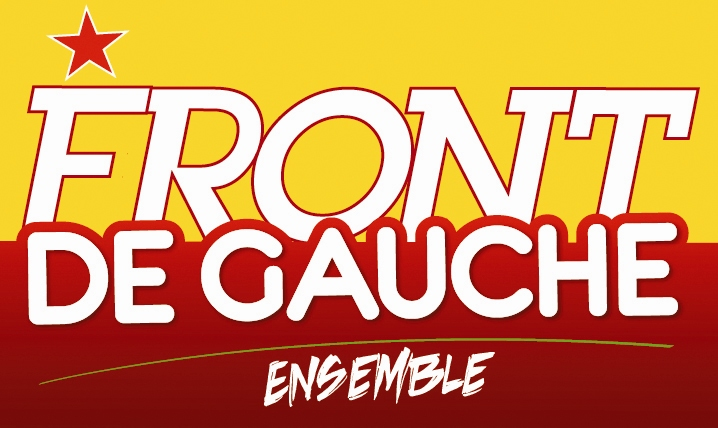 FRONT
DE GAUCHE
ENSEMBLE